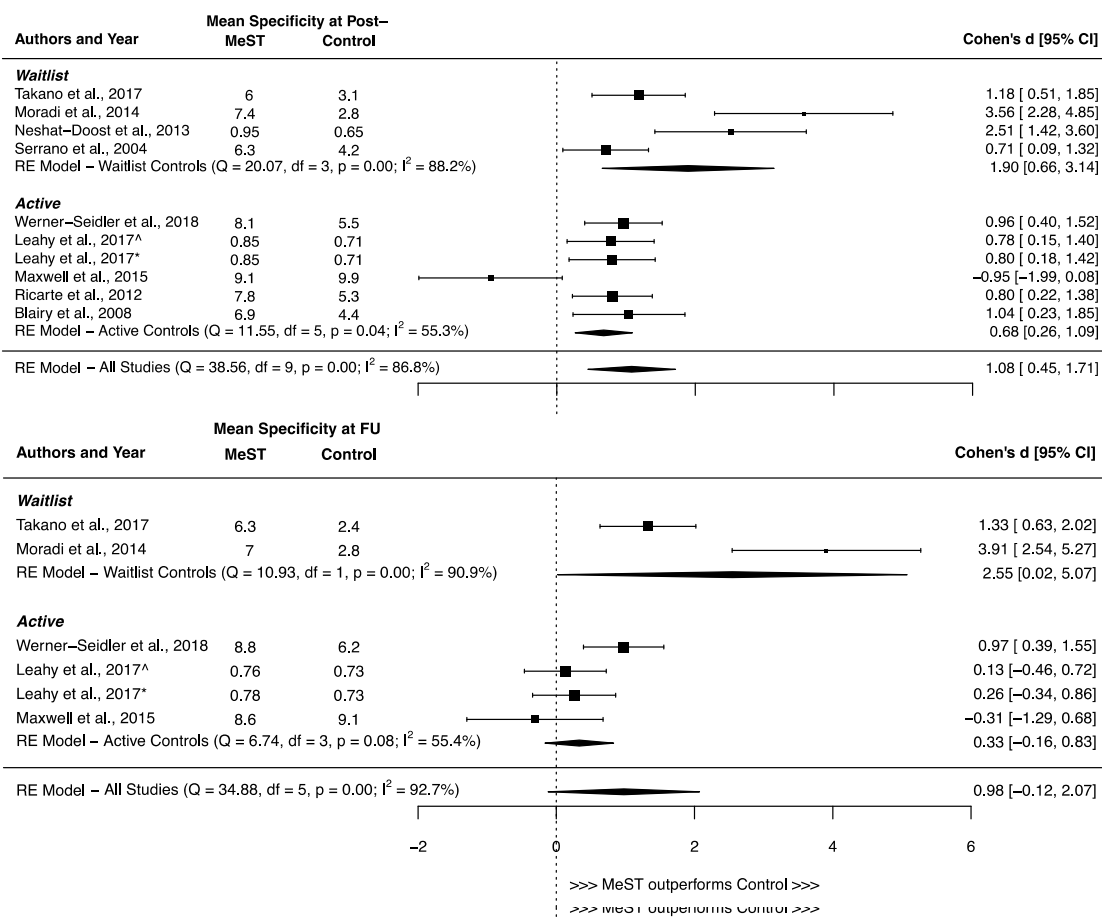 Mean Specificity at Post–
Authors and Year MeST Control Cohen's d [95% CI]
Waitlist
Takano et al., 2017 6 3.1 1.18 [ 0.51, 1.85]
Moradi et al., 2014 7.4 2.8 3.56 [ 2.28, 4.85]
Neshat–Doost et al., 2013 0.95 0.65 2.51 [ 1.42, 3.60]
Serrano et al., 2004 6.3 4.2 0.71 [ 0.09, 1.32]
RE Model – Waitlist Controls (Q = 20.07, df = 3, p = 0.00; I² = 88.2%) 1.90 [0.66, 3.14]
Active
Werner–Seidler et al., 2018 8.1 5.5 0.96 [ 0.40, 1.52]
Leahy et al., 2017^ 0.85 0.71 0.78 [ 0.15, 1.40]
Leahy et al., 2017* 0.85 0.71 0.80 [ 0.18, 1.42]
Maxwell et al., 2015 9.1 9.9 −0.95 [−1.99, 0.08]
Ricarte et al., 2012 7.8 5.3 0.80 [ 0.22, 1.38]
Blairy et al., 2008 6.9 4.4 1.04 [ 0.23, 1.85]
RE Model – Active Controls (Q = 11.55, df = 5, p = 0.04; I² = 55.3%) 0.68 [0.26, 1.09]
RE Model – All Studies (Q = 38.56, df = 9, p = 0.00; I² = 86.8%) 1.08 [ 0.45, 1.71]
Mean Specificity at FU
Authors and Year MeST Control Cohen's d [95% CI]
Waitlist
Takano et al., 2017 6.3 2.4 1.33 [ 0.63, 2.02]
Moradi et al., 2014 7 2.8 3.91 [ 2.54, 5.27]
RE Model – Waitlist Controls (Q = 10.93, df = 1, p = 0.00; I² = 90.9%) 2.55 [0.02, 5.07]
Active
Werner–Seidler et al., 2018 8.8 6.2 0.97 [ 0.39, 1.55]
Leahy et al., 2017^ 0.76 0.73 0.13 [−0.46, 0.72]
Leahy et al., 2017* 0.78 0.73 0.26 [−0.34, 0.86]
Maxwell et al., 2015 8.6 9.1 −0.31 [−1.29, 0.68]
RE Model – Active Controls (Q = 6.74, df = 3, p = 0.08; I² = 55.4%) 0.33 [−0.16, 0.83]
RE Model – All Studies (Q = 34.88, df = 5, p = 0.00; I² = 92.7%) 0.98 [−0.12, 2.07]
−2 0 2 4 6
>>> MeST outperforms Control >>>
>>> MeST outperforms Control >>>